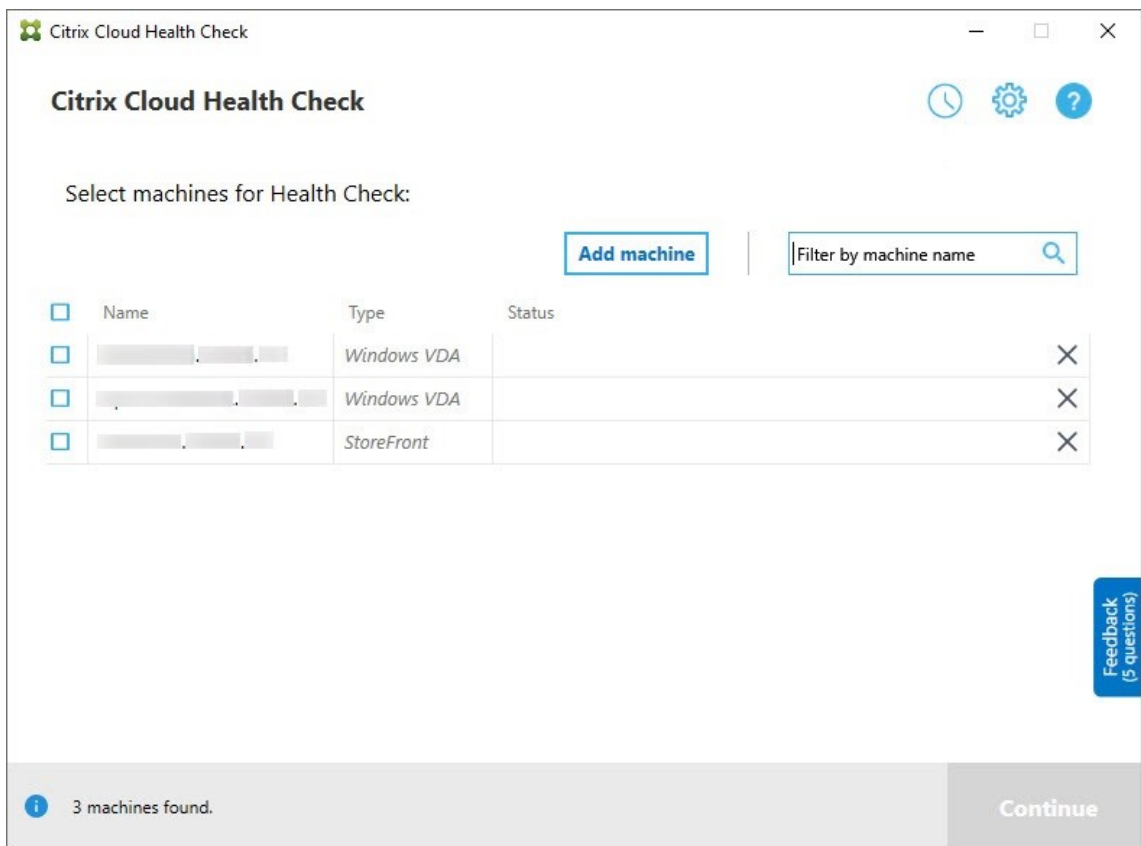 Citrix Cloud Health Check
Citrix Cloud Health Check
?
Select machines for Health Check:
Add machine
Filter by machine name
Name Type Status
Windows VDA
Windows VDA
StoreFront
Feedback
(5 questions)
i 3 machines found.
Continue